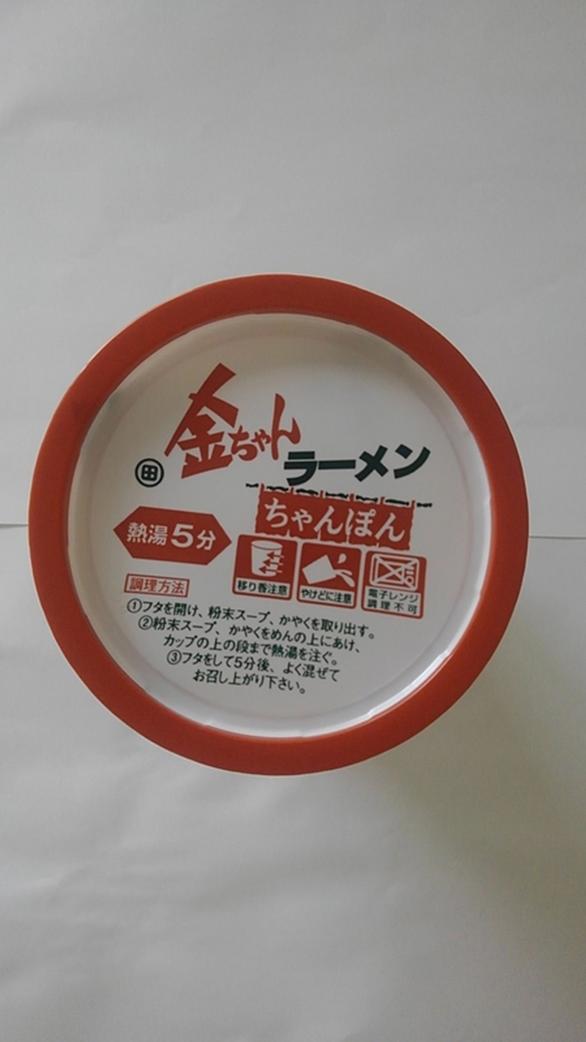 金ちゃん
ラーメン
田
ちゃんぽん
熱湯5分
移り香注意
やけどに注意
電子レンジ
調理不可
調理方法
①フタを開け、粉末スープ、かやくを取り出す。
②粉末スープ、かやくをめんの上にあけ、
カップの上の段まで熱湯を注ぐ。
③フタをして5分後、よく混ぜて
お召し上がり下さい。